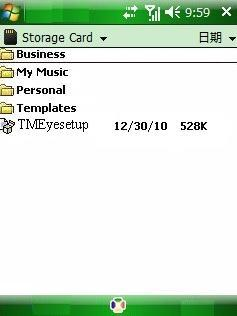 9:59
Storage Card 日期
Business
My Music
Personal
Templates
TMEyesetup 12/30/10 528K